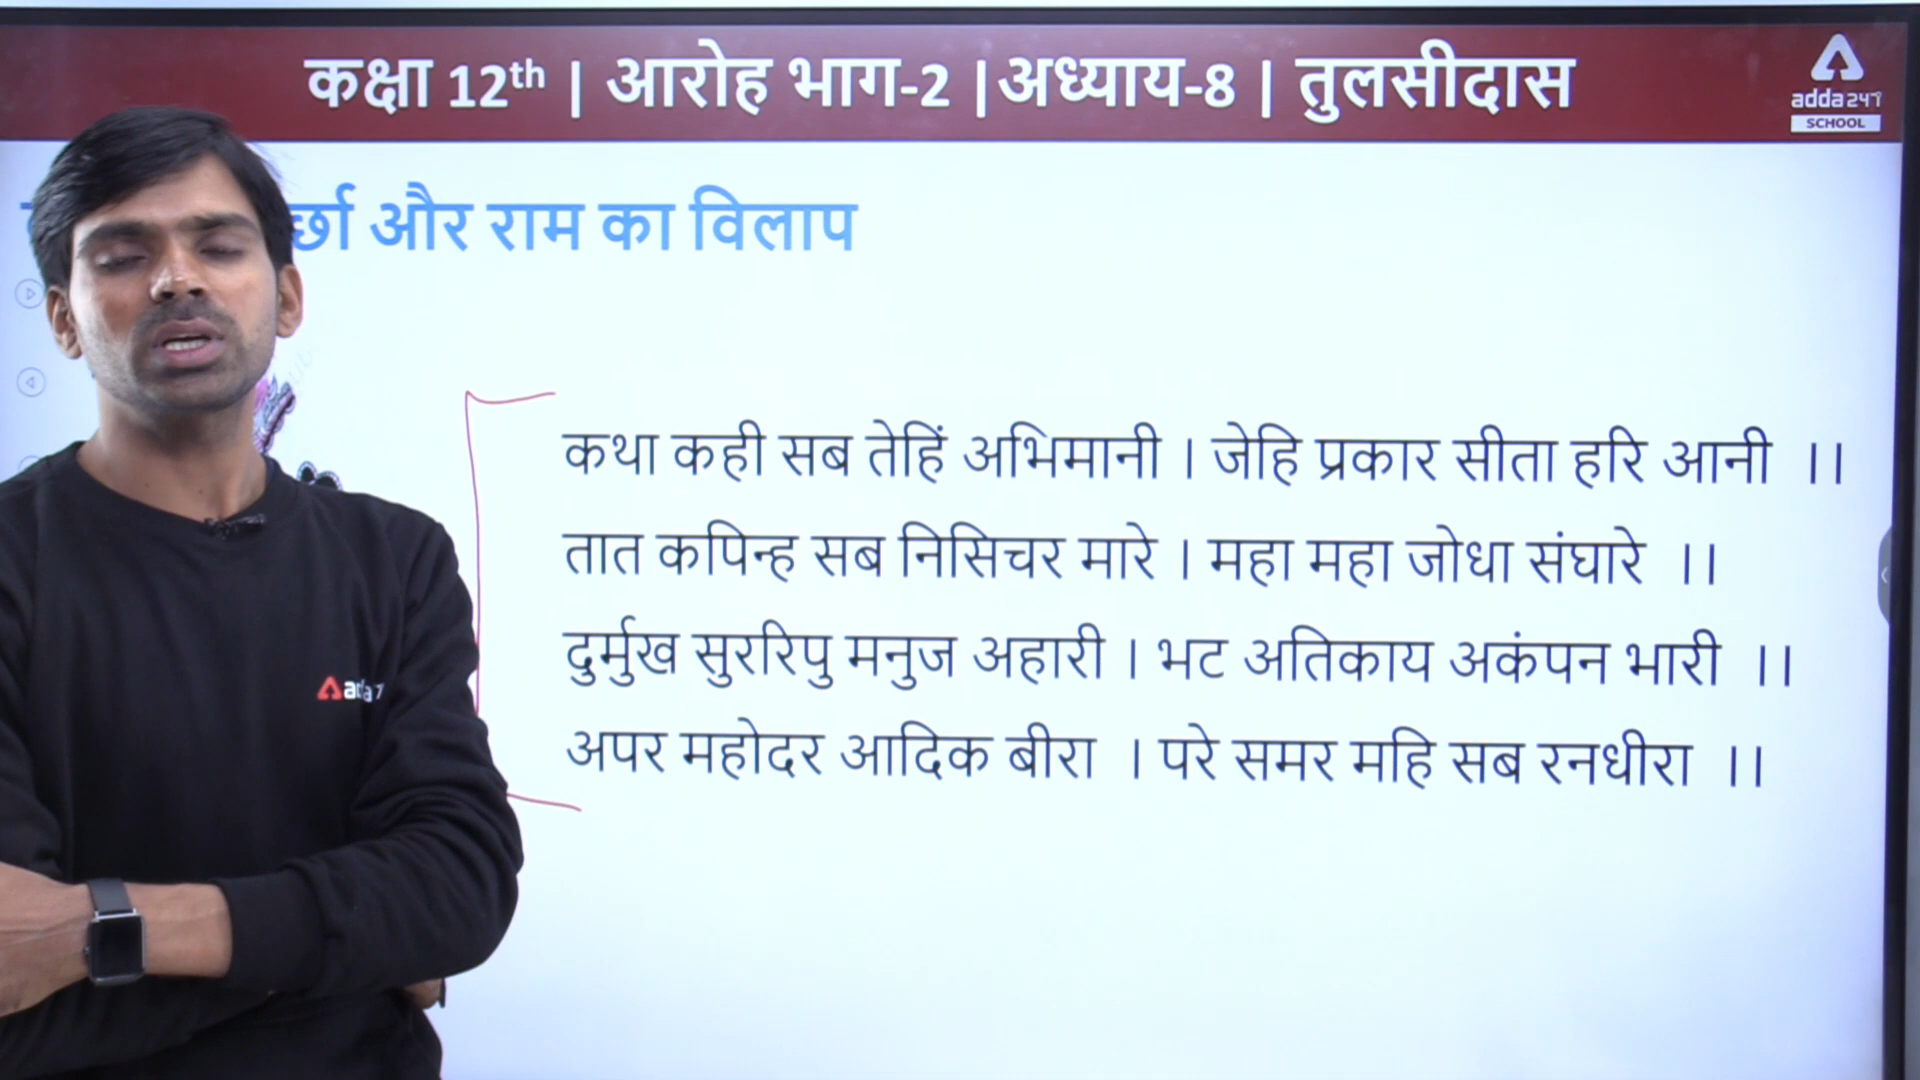 कक्षा 12th | आरोह भाग-2 |अध्याय-8 | तुलसीदास
adda247
SCHOOL
और राम का विलाप
कथा कही सब तेहिं अभिमानी । जेहि प्रकार सीता हरि आनी ।।
तात कपिन्ह सब निसिचर मारे । महा महा जोधा संघारे ।।
दुर्मुख सुररिपु मनुज अहारी । भट अतिकाय अकंपन भारी ।।
अपर महोदर आदिक बीरा । परे समर महि सब रनधीरा ।।